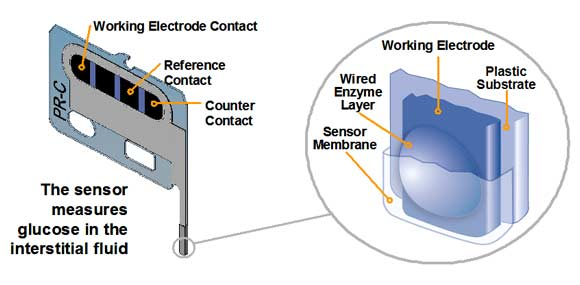 Working Electrode Contact
Reference
Contact
Counter
Contact
PR-C
The sensor
measures
glucose in the
interstitial fluid
Working Electrode
Plastic
Substrate
Wired
Enzyme
Layer
Sensor
Membrane